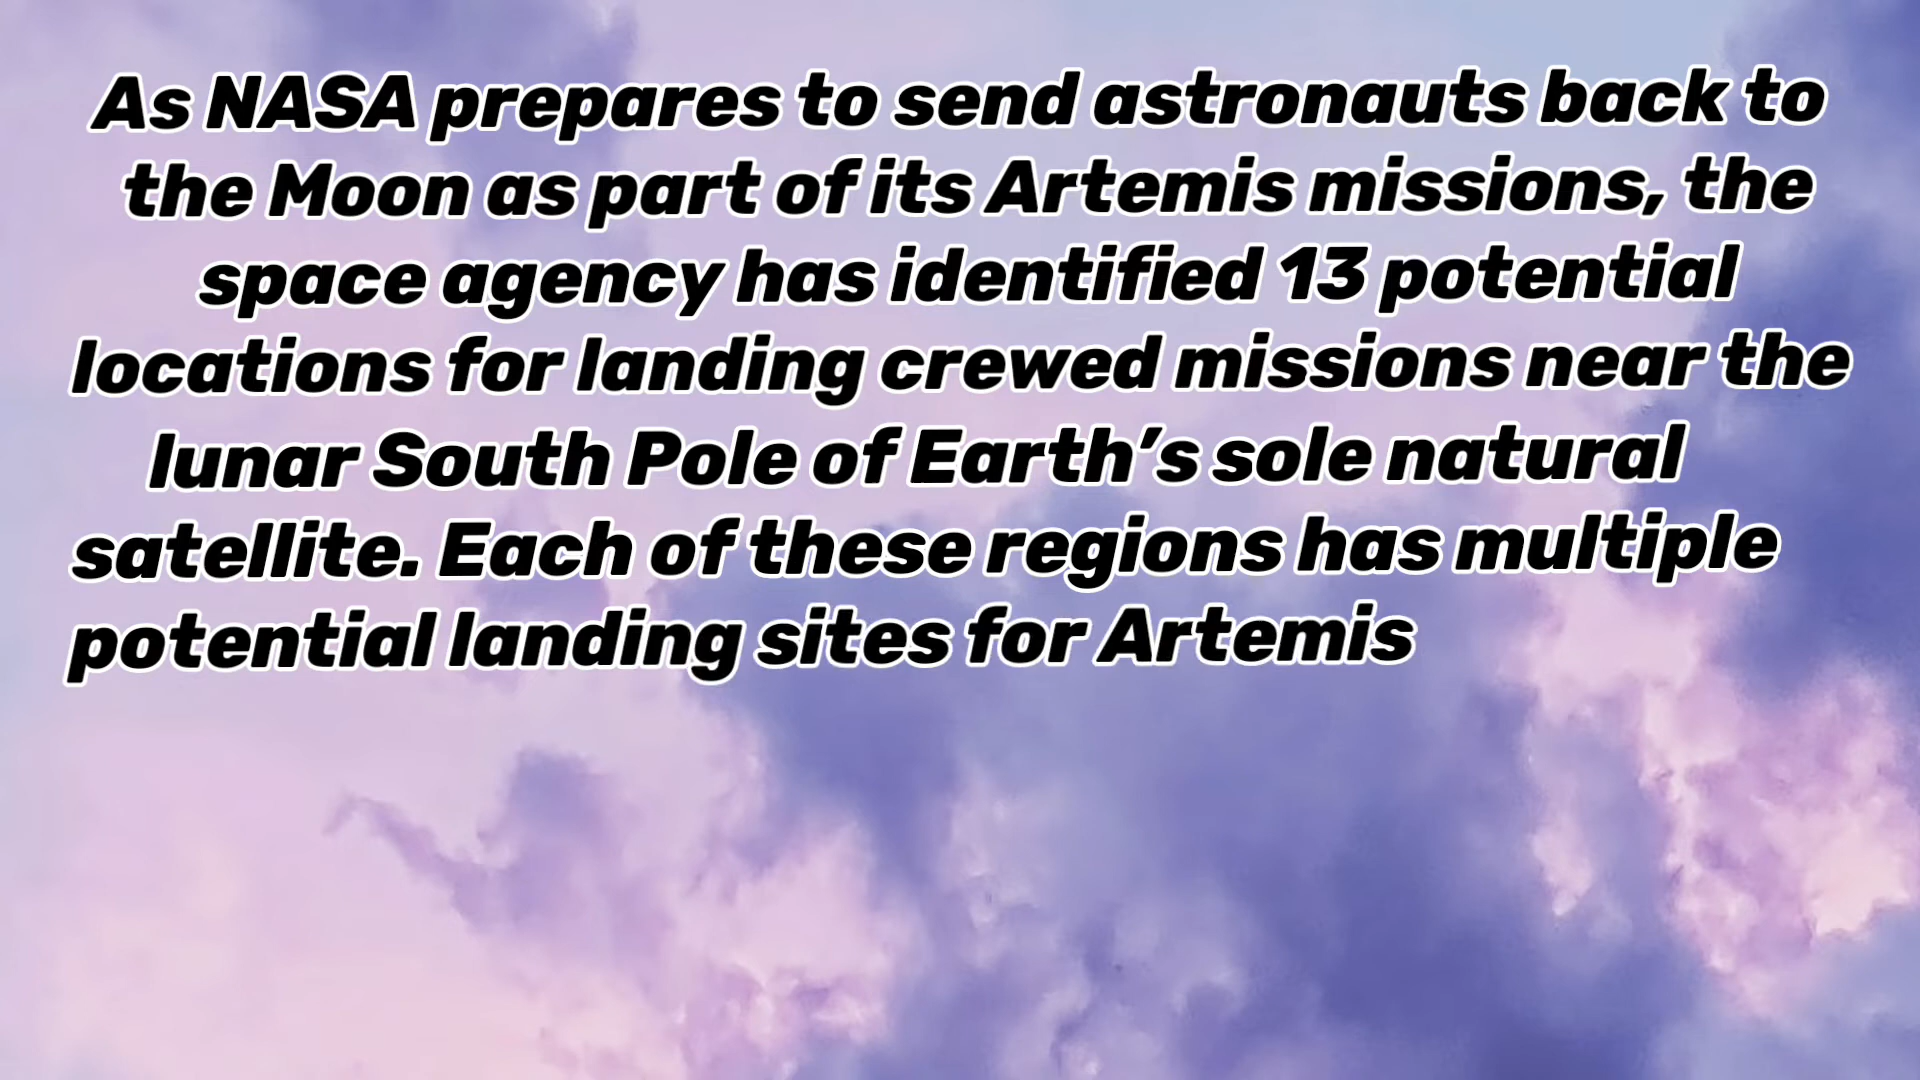 As NASA prepares to send astronauts back to
the Moon as part of its Artemis missions, the
space agency has identified 13 potential
locations for landing crewed missions near the
lunar South Pole of Earth’s sole natural
satellite. Each of these regions has multiple
potential landing sites for Artemis